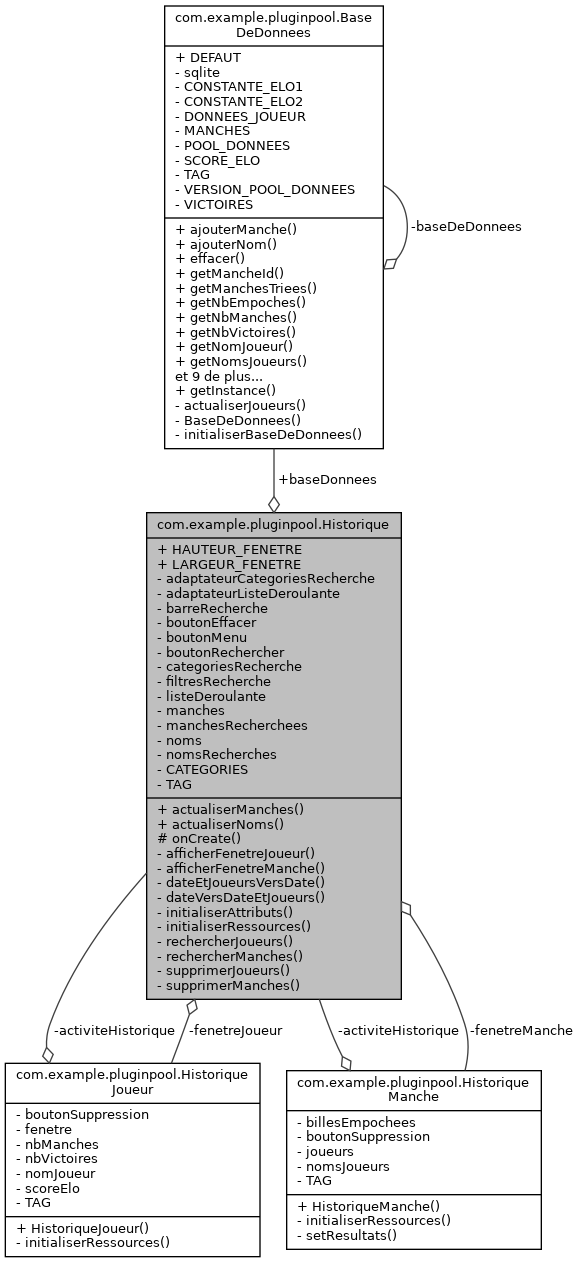 com.example.pluginpool.Base
DeDonnees
+ DEFAUT
- sqlite
- CONSTANTE_ELO1
- CONSTANTE_ELO2
- DONNEES_JOUEUR
- MANCHES
- POOL_DONNEES
- SCORE_ELO
- TAG
- VERSION_POOL_DONNEES
- VICTOIRES
-baseDeDonnees
+ ajouterManche()
+ ajouterNom()
+ effacer()
+ getMancheId()
+ getManchesTriees()
+ getNbEmpoches()
+ getNbManches()
+ getNbVictoires()
+ getNomJoueur()
+ getNomsJoueurs()
et 9 de plus...
+ getInstance()
- actualiserJoueurs()
- BaseDeDonnees()
- initialiserBaseDeDonnees()
+baseDonnees
com.example.pluginpool.Historique
+ HAUTEUR_FENETRE
+ LARGEUR_FENETRE
- adaptateurCategoriesRecherche
- adaptateurListeDeroulante
- barreRecherche
- boutonEffacer
- boutonMenu
- boutonRechercher
- categoriesRecherche
- filtresRecherche
- listeDeroulante
- manches
- manchesRecherchees
- noms
- nomsRecherches
- CATEGORIES
- TAG
+ actualiserManches()
+ actualiserNoms()
# onCreate()
- afficherFenetreJoueur()
- afficherFenetreManche()
- dateEtJoueursVersDate()
- dateVersDateEtJoueurs()
- initialiserAttributs()
- initialiserRessources()
- rechercherJoueurs()
- rechercherManches()
- supprimerJoueurs()
- supprimerManches()
-activiteHistorique
-fenetreJoueur
-activiteHistorique
-fenetreManche
com.example.pluginpool.Historique
Joueur
- boutonSuppression
- fenetre
- nbManches
- nbVictoires
- nomJoueur
- scoreElo
- TAG
+ HistoriqueJoueur()
- initialiserRessources()
com.example.pluginpool.Historique
Manche
- billesEmpochees
- boutonSuppression
- joueurs
- nomsJoueurs
- TAG
+ HistoriqueManche()
- initialiserRessources()
- setResultats()